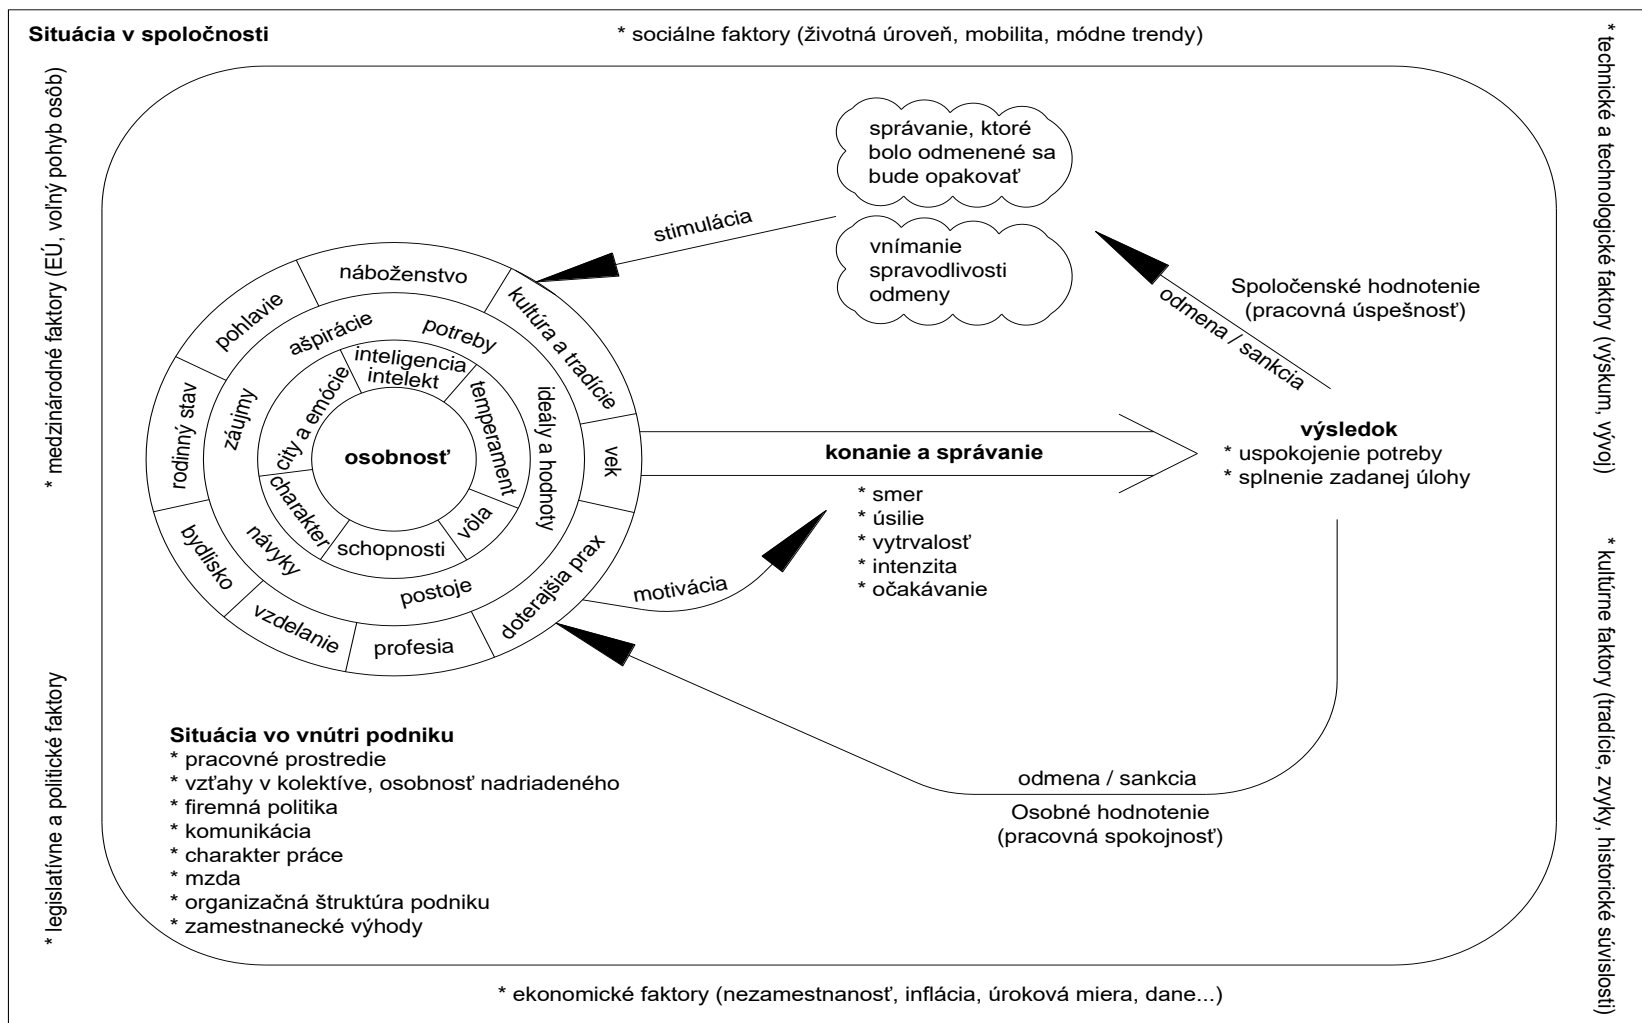 Situácia v spoločnosti
* sociálne faktory (životná úroveň, mobilita, módne trendy)
* medzinárodné faktory (EÚ, voľný pohyb osôb)
* legislatívne a politické faktory
* technické a technologické faktory (výskum, vývoj)
* kultúrne faktory (tradície, zvyky, historické súvislosti)
správanie, ktoré
bolo odmenené sa
bude opakovať
vnímanie
spravodlivosti
odmeny
stimulácia
odmena / sankcia
Spoločenské hodnotenie
(pracovná úspešnosť)
náboženstvo
kultúra a tradície
vek
doterajšia prax
profesia
vzdelanie
bydlisko
rodinný stav
pohlavie
ašpirácie
potreby
ideály a hodnoty
postoje
návyky
záujmy
inteligencia
intelekt
temperament
vôla
schopnosti
charakter
city a emócie
osobnosť
konanie a správanie
* smer
* úsilie
* vytrvalosť
* intenzita
* očakávanie
motivácia
výsledok
* uspokojenie potreby
* splnenie zadanej úlohy
odmena / sankcia
Osobné hodnotenie
(pracovná spokojnosť)
Situácia vo vnútri podniku
* pracovné prostredie
* vzťahy v kolektíve, osobnosť nadriadeného
* firemná politika
* komunikácia
* charakter práce
* mzda
* organizačná štruktúra podniku
* zamestnanecké výhody
* ekonomické faktory (nezamestnanosť, inflácia, úroková miera, dane...)